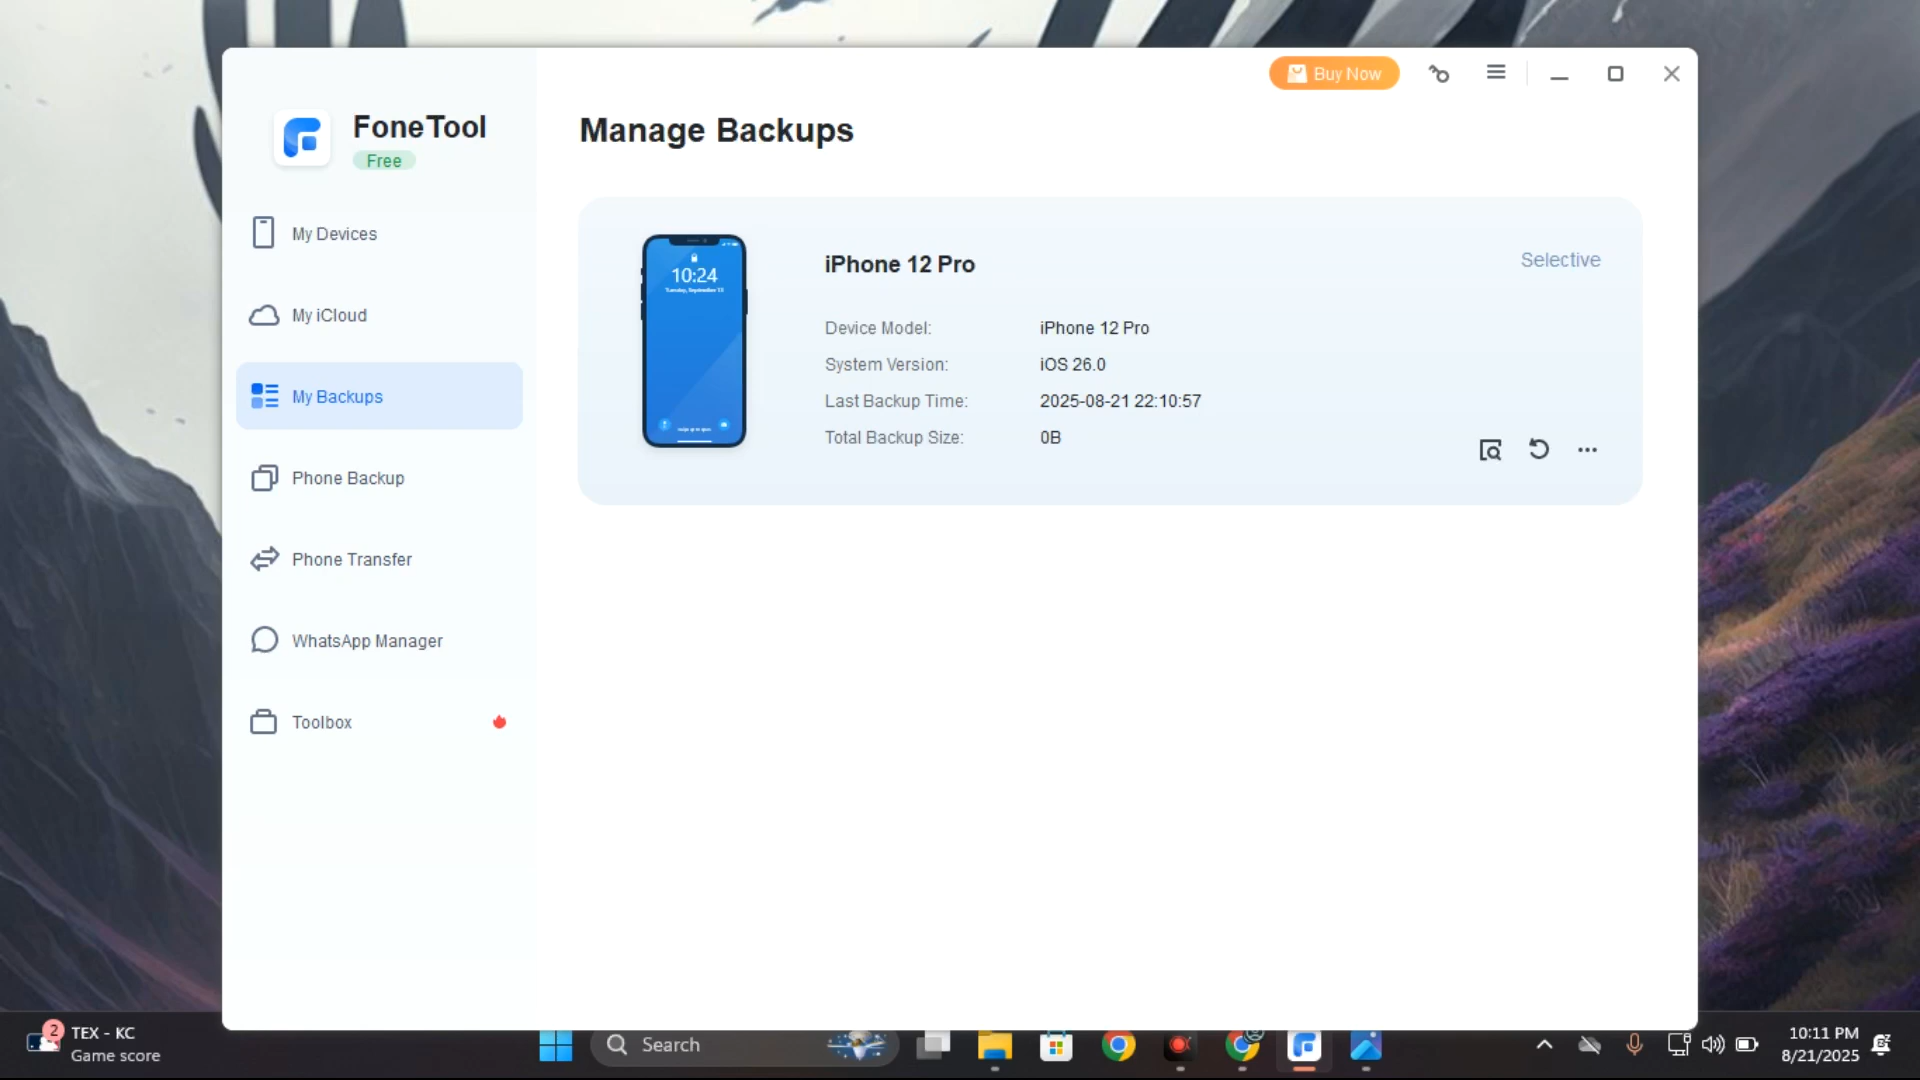 Buy Now
FoneTool
Free
Manage Backups
My Devices
My iCloud
My Backups
Phone Backup
Phone Transfer
WhatsApp Manager
Toolbox
10:24
Tuesday, September 13
iPhone 12 Pro
Selective
Device Model: iPhone 12 Pro
System Version: iOS 26.0
Last Backup Time: 2025-08-21 22:10:57
Total Backup Size: 0B
2
TEX - KC
Game score
Search
10:11 PM
8/21/2025